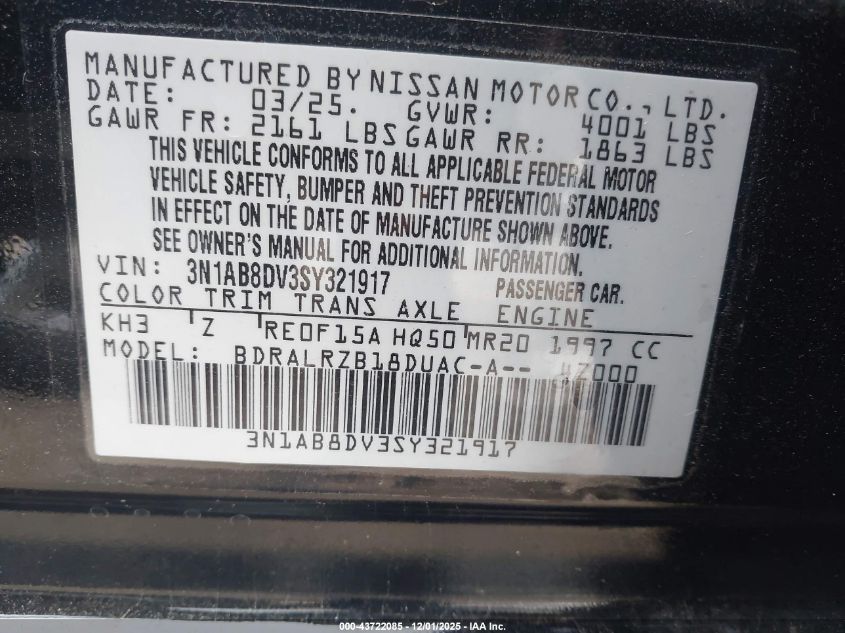 MANUFACTURED BY NISSAN MOTOR CO., LTD.
DATE: 03/25. GVWR: 4001 LBS
GAWR FR: 2161 LBS GAWR RR: 1863 LBS
THIS VEHICLE CONFORMS TO ALL APPLICABLE FEDERAL MOTOR
VEHICLE SAFETY, BUMPER AND THEFT PREVENTION STANDARDS
IN EFFECT ON THE DATE OF MANUFACTURE SHOWN ABOVE.
SEE OWNER'S MANUAL FOR ADDITIONAL INFORMATION.
VIN: 3N1AB8DV3SY321917 PASSENGER CAR.
COLOR TRIM TRANS AXLE ENGINE
KH3 Z RE0F15A HQ50 MR20 1997 CC
MODEL: BDRALRZB18DUAC-A-- 4Z000
3N1AB8DV3SY321917
000-43722085 - 12/01/2025 - IAA Inc.